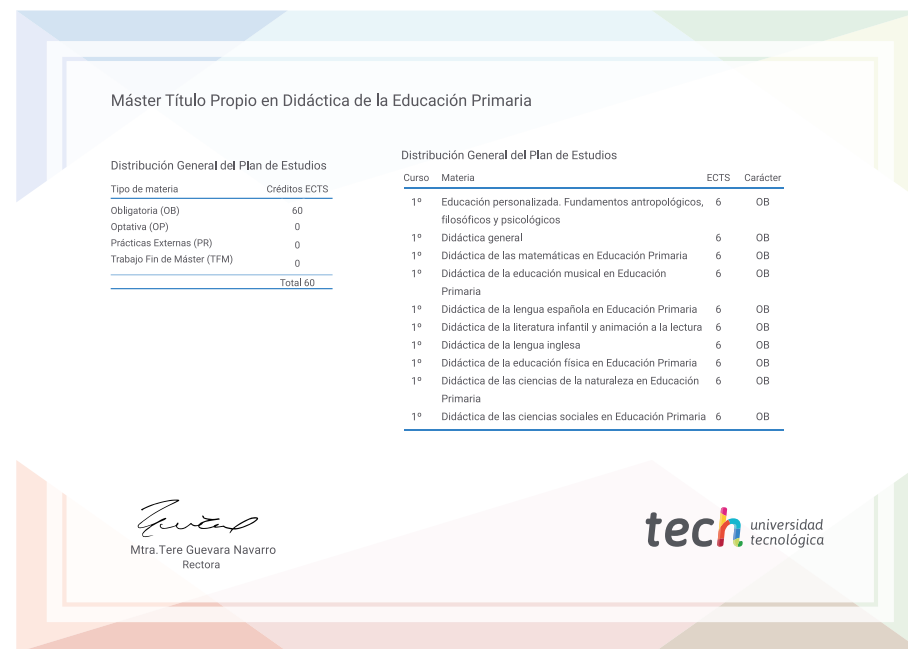 Máster Título Propio en Didáctica de la Educación Primaria
Distribución General del Plan de Estudios
Tipo de materia Créditos ECTS
Obligatoria (OB) 60
Optativa (OP) 0
Prácticas Externas (PR) 0
Trabajo Fin de Máster (TFM) 0
Total 60
Distribución General del Plan de Estudios
Curso Materia ECTS Carácter
1º Educación personalizada. Fundamentos antropológicos, 6 OB
filosóficos y psicológicos
1º Didáctica general 6 OB
1º Didáctica de las matemáticas en Educación Primaria 6 OB
1º Didáctica de la educación musical en Educación 6 OB
Primaria
1º Didáctica de la lengua española en Educación Primaria 6 OB
1º Didáctica de la literatura infantil y animación a la lectura 6 OB
1º Didáctica de la lengua inglesa 6 OB
1º Didáctica de la educación física en Educación Primaria 6 OB
1º Didáctica de las ciencias de la naturaleza en Educación 6 OB
Primaria
1º Didáctica de las ciencias sociales en Educación Primaria 6 OB
Mtra.Tere Guevara Navarro
Rectora
tech universidad
tecnológica